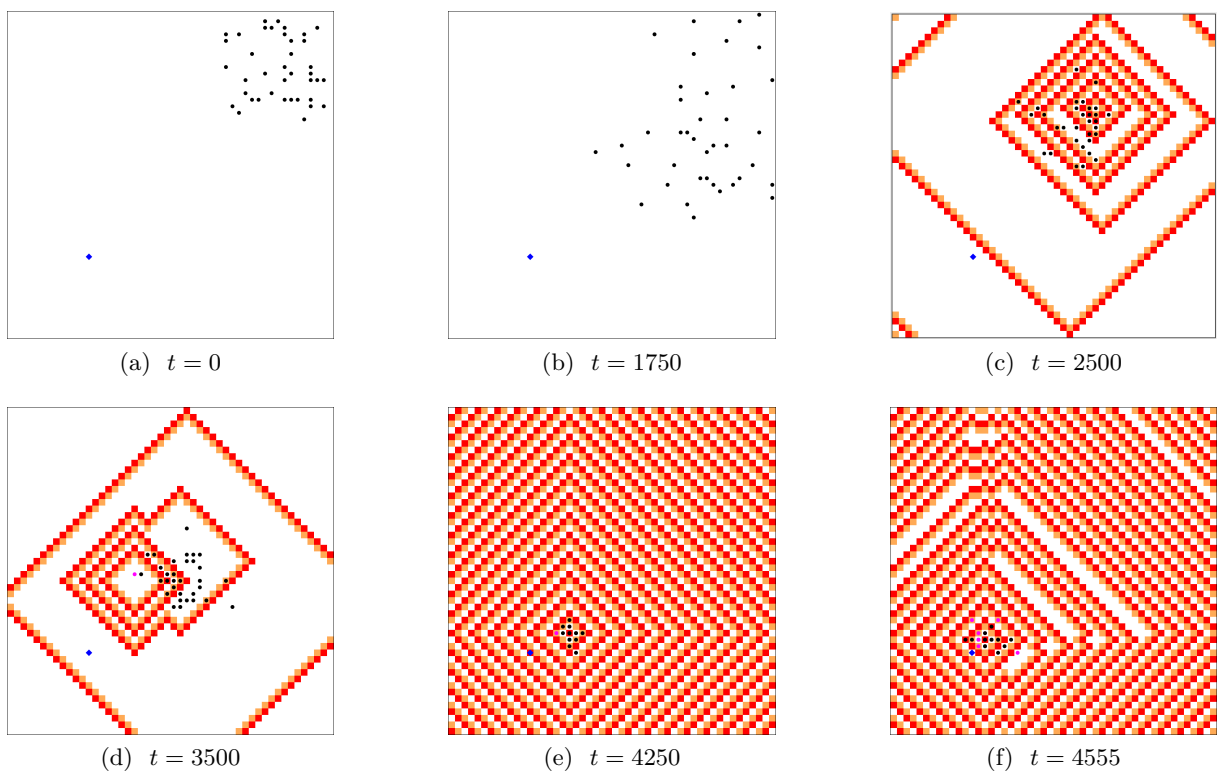 (a) t = 0
(b) t = 1750
(c) t = 2500
(d) t = 3500
(e) t = 4250
(f) t = 4555